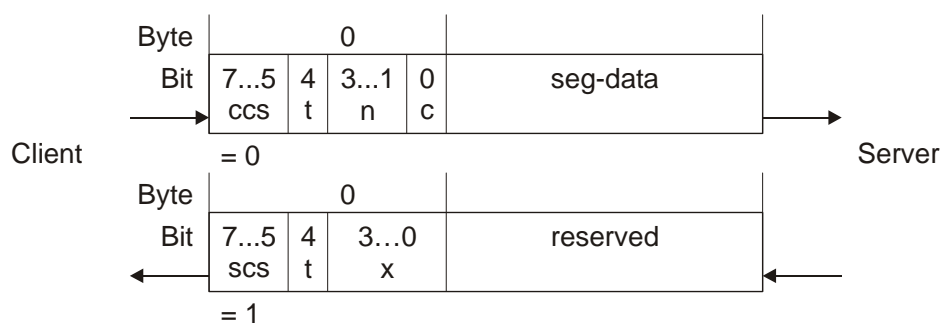 Byte 0
Bit 7...5 4 3...1 0 seg-data
ccs t n c
Client = 0 Server
Byte 0
Bit 7...5 4 3...0 reserved
scs t x
= 1